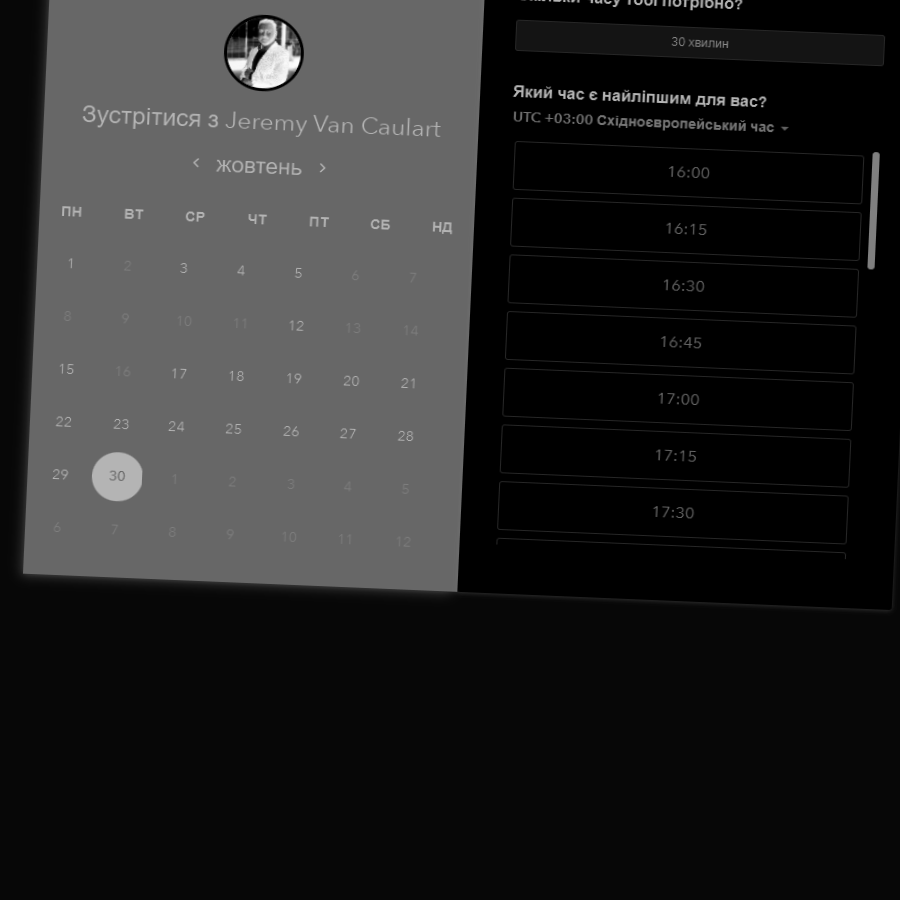 Зустрітися з Jeremy Van Caulart
жовтень
ПН ВТ СР ЧТ ПТ СБ НД
1 2 3 4 5 6 7
8 9 10 11 12 13 14
15 16 17 18 19 20 21
22 23 24 25 26 27 28
29 30 1 2 3 4 5
6 7 8 9 10 11 12
часу тобі потрібно?
30 хвилин
Який час є найліпшим для вас?
UTC +03:00 Східноєвропейський час
16:00
16:15
16:30
16:45
17:00
17:15
17:30